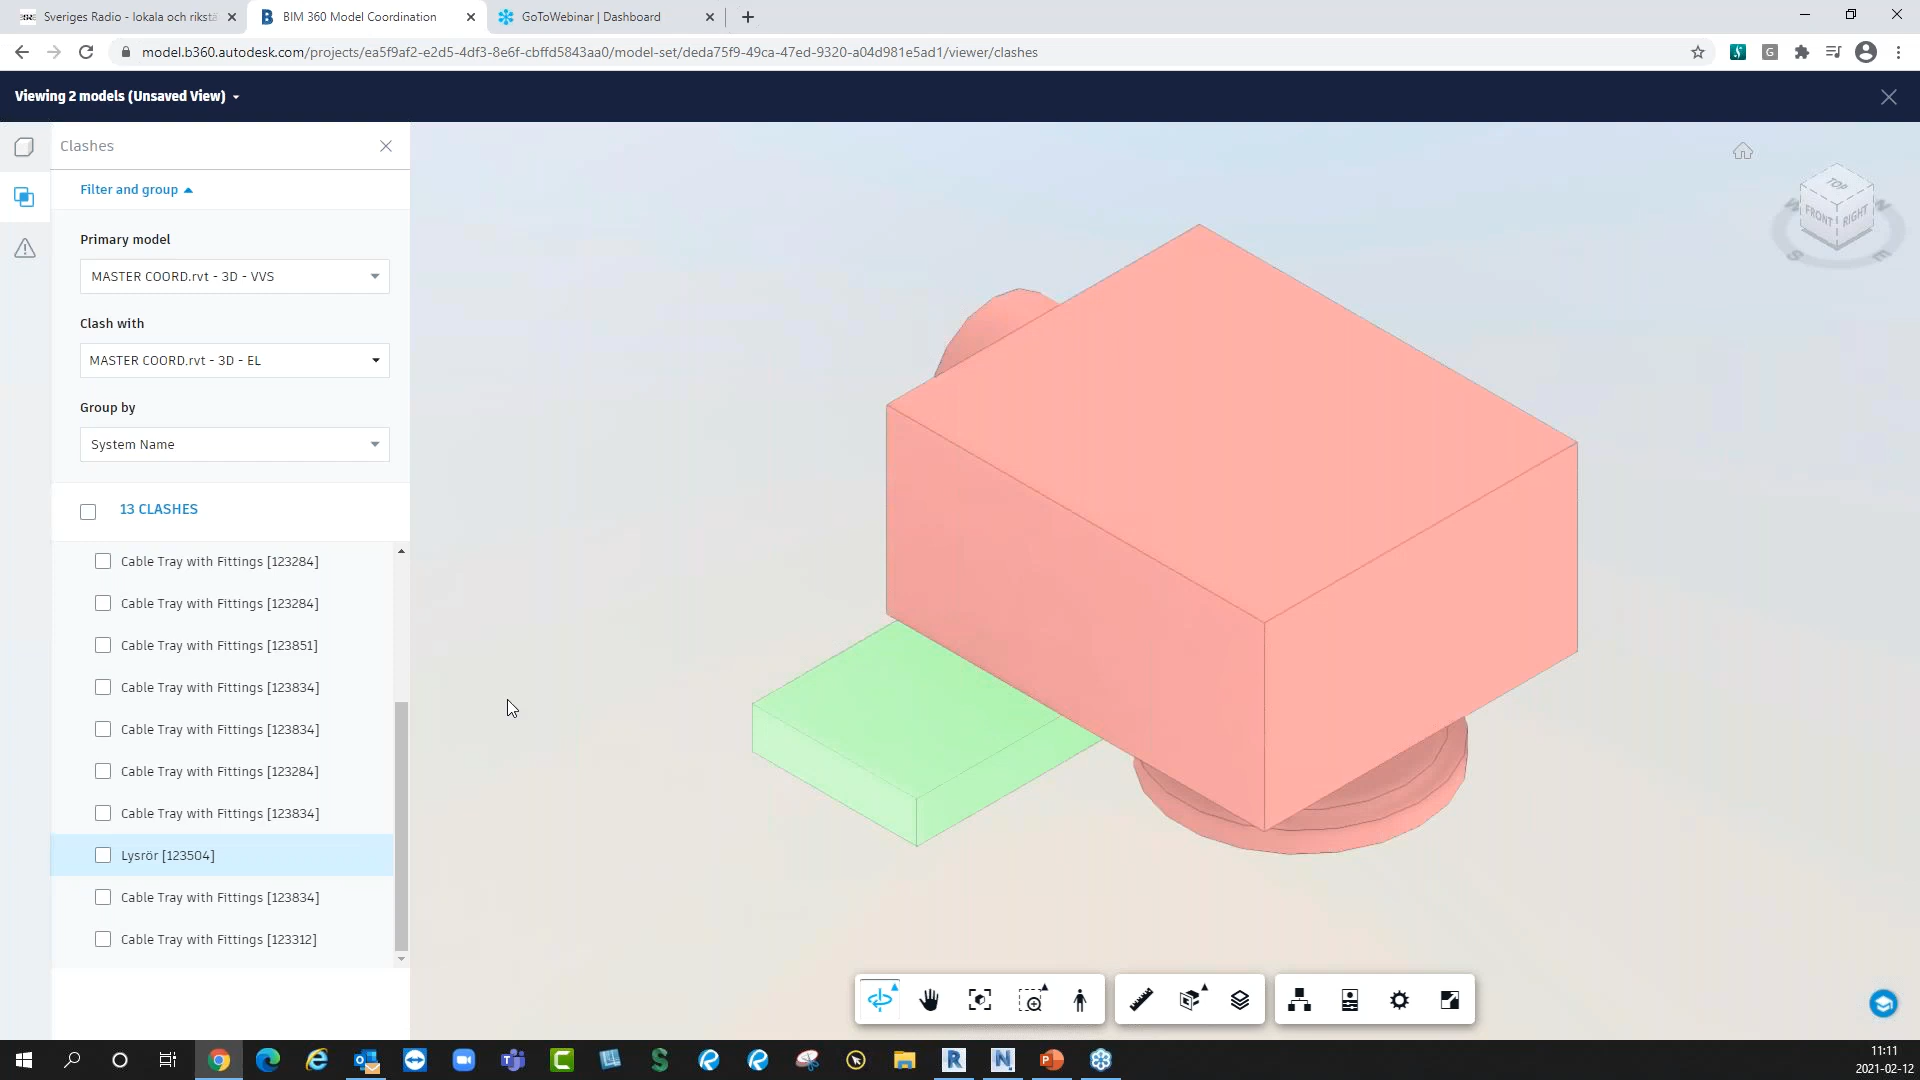 Sveriges Radio - lokala och rikstä
BIM 360 Model Coordination
GoToWebinar | Dashboard
model.b360.autodesk.com/projects/ea5f9af2-e2d5-4df3-8e6f-cbffd5843aa0/model-set/deda75f9-49ca-47ed-9320-a04d981e5ad1/viewer/clashes
Viewing 2 models (Unsaved View)
Clashes
Filter and group
Primary model
MASTER COORD.rvt - 3D - VVS
Clash with
MASTER COORD.rvt - 3D - EL
Group by
System Name
13 CLASHES
Cable Tray with Fittings [123284]
Cable Tray with Fittings [123284]
Cable Tray with Fittings [123851]
Cable Tray with Fittings [123834]
Cable Tray with Fittings [123834]
Cable Tray with Fittings [123284]
Cable Tray with Fittings [123834]
Lysrör [123504]
Cable Tray with Fittings [123834]
Cable Tray with Fittings [123312]
TOP
FRONT
RIGHT
W
N
S
E
11:11
2021-02-12